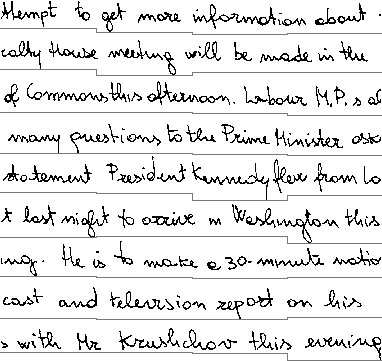 ttempt to get more information about
calty House meeting will be made in the
of Commons this afternoon. Labour M.P.s al
many questions to the Prime Minister ask
statement President Kennedy flew from Lo
t last night to arrive in Washington this
ing. He is to make a 30-minute natio
cast and television report on his
s with Mr Krushchov this evening